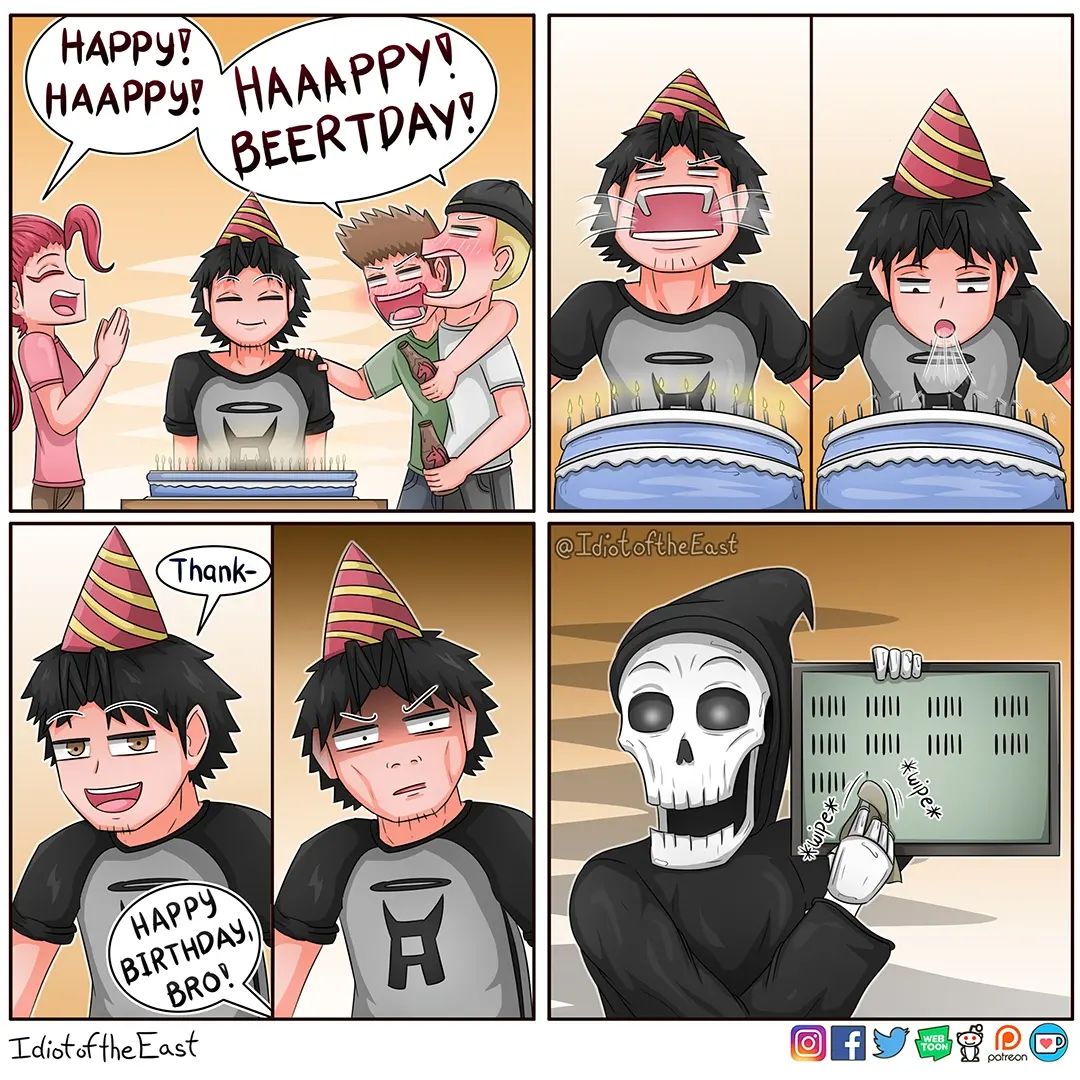 HAPPY!
HAAPPY!
HAAAPPY!
BEERTDAY!
Thank-
HAPPY
BIRTHDAY,
BRO!
@IdiotoftheEast
*wipe*
*wipe*
IdiotoftheEast
WEB
TOON
patreon